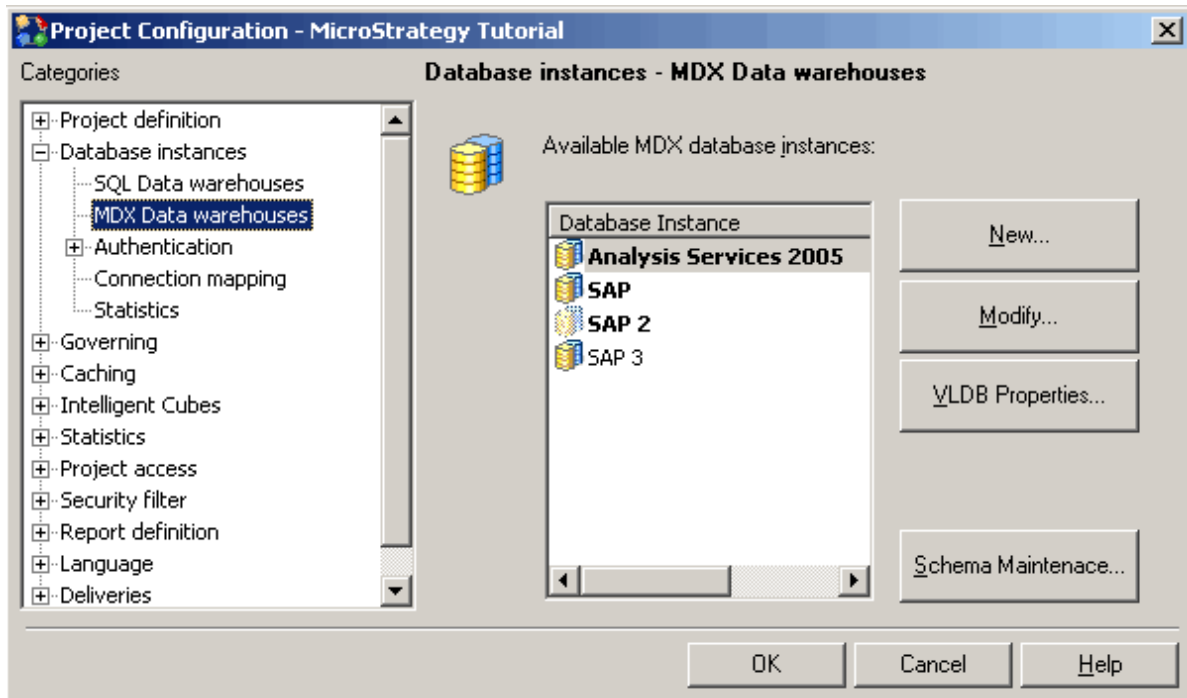 Project Configuration - MicroStrategy Tutorial
Categories
Database instances - MDX Data warehouses
Project definition
Database instances
SQL Data warehouses
MDX Data warehouses
Authentication
Connection mapping
Statistics
Governing
Caching
Intelligent Cubes
Statistics
Project access
Security filter
Report definition
Language
Deliveries
Available MDX database instances:
Database Instance
Analysis Services 2005
SAP
SAP 2
SAP 3
New...
Modify...
VLDB Properties...
Schema Maintenace...
OK
Cancel
Help